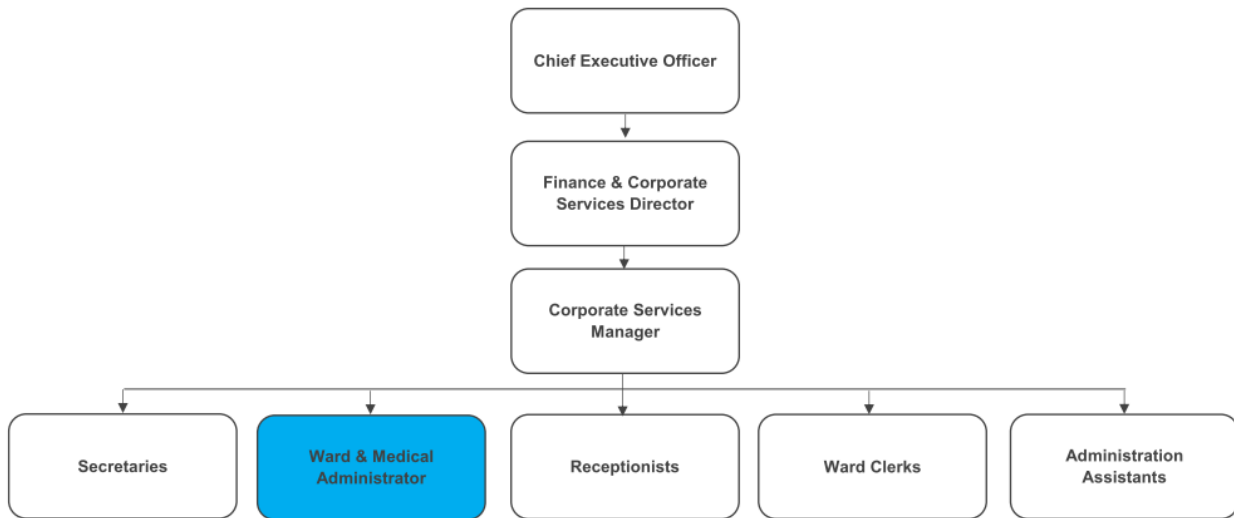 Chief Executive Officer
Finance & Corporate
Services Director
Corporate Services
Manager
Secretaries
Ward & Medical
Administrator
Receptionists
Ward Clerks
Administration
Assistants